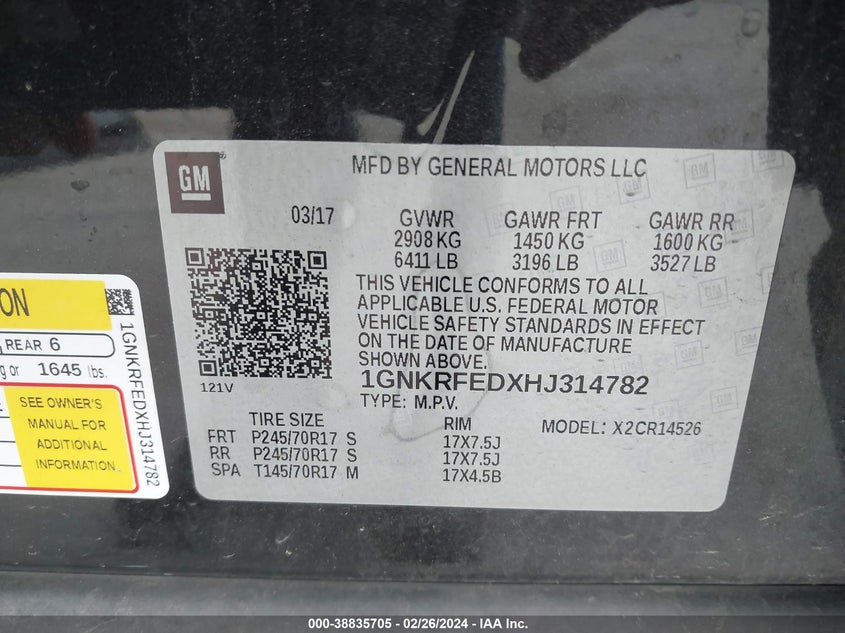 GM
MFD BY GENERAL MOTORS LLC
03/17
GVWR GAWR FRT GAWR RR
2908 KG 1450 KG 1600 KG
6411 LB 3196 LB 3527 LB
THIS VEHICLE CONFORMS TO ALL
APPLICABLE U.S. FEDERAL MOTOR
VEHICLE SAFETY STANDARDS IN EFFECT
ON THE DATE OF MANUFACTURE
SHOWN ABOVE.
121V
1GNKRFEDXHJ314782
TYPE: M.P.V.
TIRE SIZE RIM MODEL: X2CR14526
FRT P245/70R17 S 17X7.5J
RR P245/70R17 S 17X7.5J
SPA T145/70R17 M 17X4.5B
ON
REAR 6
g or 1645 lbs.
SEE OWNER'S
MANUAL FOR
ADDITIONAL
INFORMATION.
1GNKRFEDXHJ314782
000-38835705 - 02/26/2024 - IAA Inc.